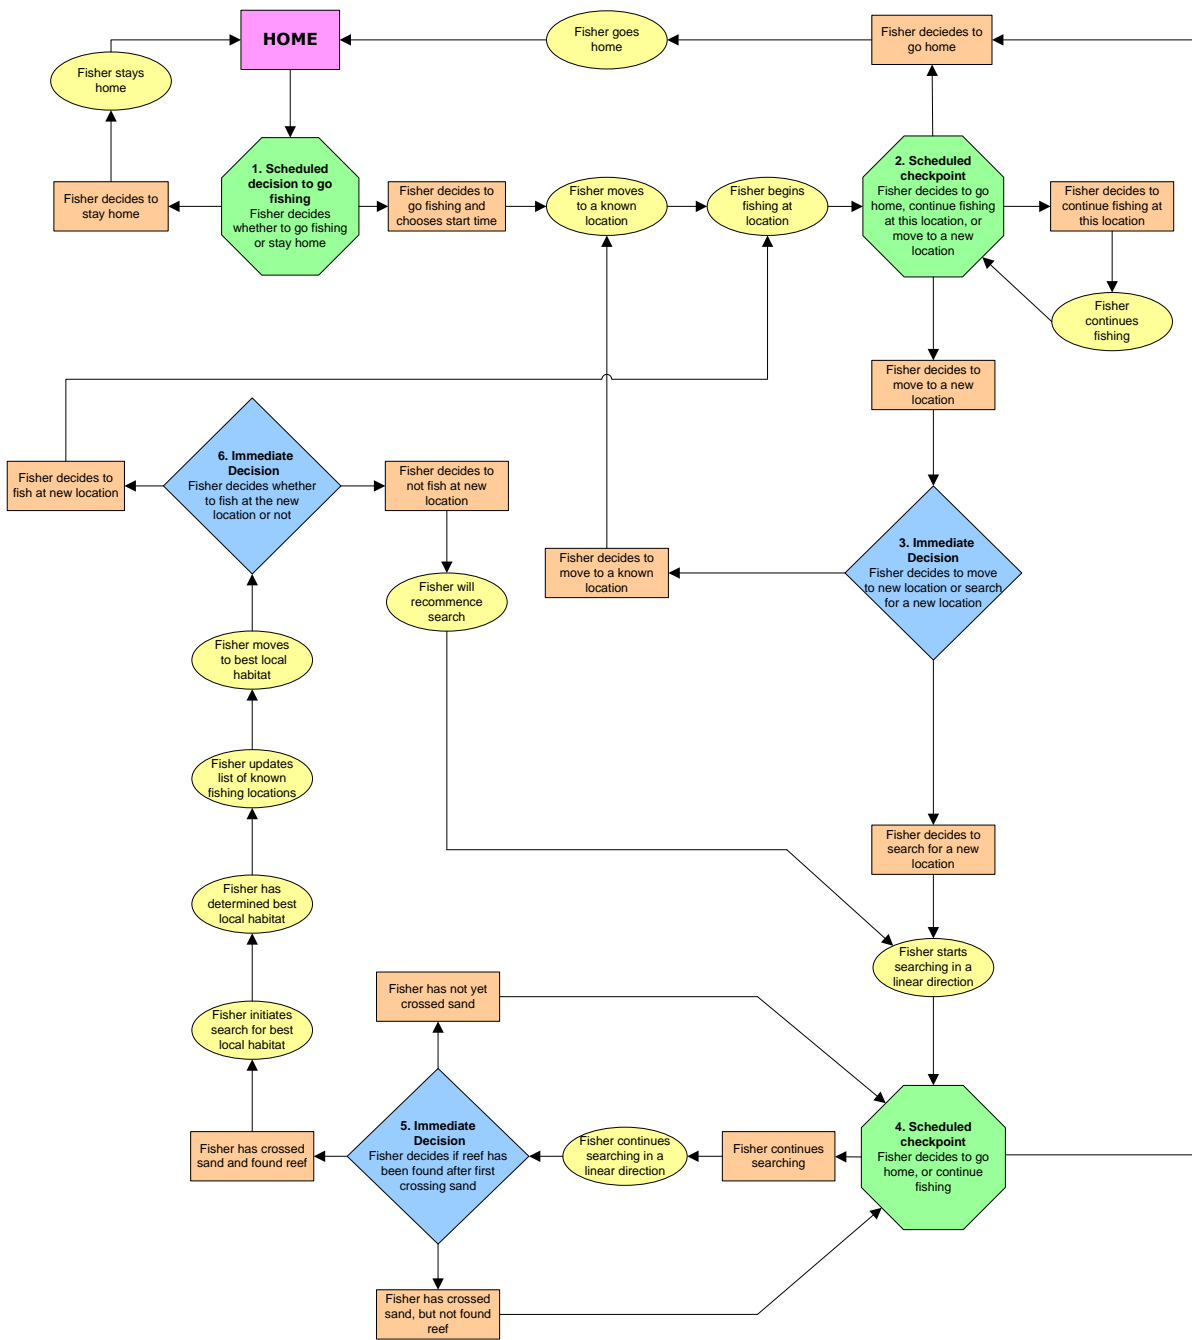 HOME
Fisher goes
home
Fisher deciedes to
go home
Fisher stays
home
1. Scheduled
decision to go
fishing
Fisher decides
whether to go fishing
or stay home
2. Scheduled
checkpoint
Fisher decides to go
home, continue fishing
at this location, or
move to a new
location
Fisher decides to
stay home
Fisher decides to
go fishing and
chooses start time
Fisher moves
to a known
location
Fisher begins
fishing at
location
Fisher decides to
continue fishing at
this location
Fisher
continues
fishing
Fisher decides to
move to a new
location
6. Immediate
Decision
Fisher decides whether
to fish at the new
location or not
Fisher decides to
fish at new location
Fisher decides to
not fish at new
location
3. Immediate
Decision
Fisher decides to move
to new location or search
for a new location
Fisher decides to
move to a known
location
Fisher will
recommence
search
Fisher moves
to best local
habitat
Fisher updates
list of known
fishing locations
Fisher decides to
search for a new
location
Fisher has
determined best
local habitat
Fisher starts
searching in a
linear direction
Fisher has not yet
crossed sand
Fisher initiates
search for best
local habitat
5. Immediate
Decision
Fisher decides if reef has
been found after first
crossing sand
4. Scheduled
checkpoint
Fisher decides to go
home, or continue
fishing
Fisher has crossed
sand and found reef
Fisher continues
searching in a
linear direction
Fisher continues
searching
Fisher has crossed
sand, but not found
reef